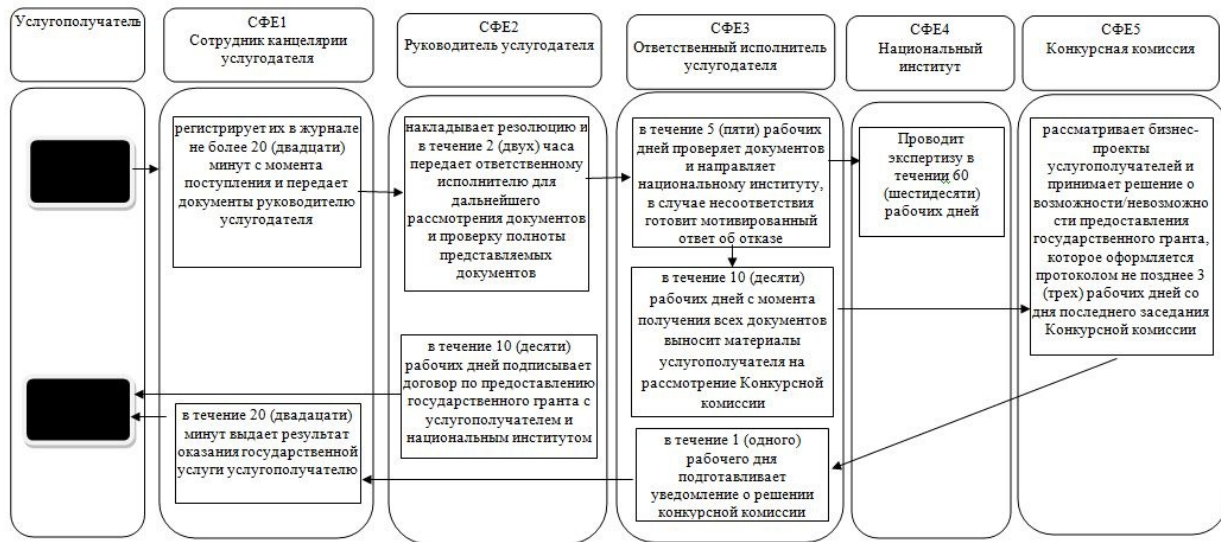 Услугополучатель
СФЕ1
Сотрудник канцелярии
услугодателя
СФЕ2
Руководитель услугодателя
СФЕ3
Ответственный исполнитель
услугодателя
СФЕ4
Национальный
институт
СФЕ5
Конкурсная комиссия
регистрирует их в журнале
не более 20 (двадцати)
минут с момента
поступления и передает
документы руководителю
услугодателя
накладывает резолюцию и
в течение 2 (двух) часа
передает ответственному
исполнителю для
дальнейшего
рассмотрения документов
и проверку полноты
представляемых
документов
в течение 5 (пяти) рабочих
дней проверяет документов
и направляет
национальному институту,
в случае несоответствия
готовит мотивированный
ответ об отказе
Проводит
экспертизу в
течении 60
(шестидесяти)
рабочих дней
рассматривает бизнес-
проекты
услугополучателей и
принимает решение о
возможности/невозможно
сти предоставления
государственного гранта,
которое оформляется
протоколом не позднее 3
(трех) рабочих дней со
дня последнего заседания
Конкурсной комиссии
в течение 10 (десяти)
рабочих дней с момента
получения всех документов
выносит материалы
услугополучателя на
рассмотрение Конкурсной
комиссии
в течение 10 (десяти)
рабочих дней подписывает
договор по предоставлению
государственного гранта с
услугополучателем и
национальным институтом
в течение 20 (двадацати)
минут выдает результат
оказания государственной
услуги услугополучателю
в течение 1 (одного)
рабочего дня
подготавливает
уведомление о решении
конкурсной комиссии